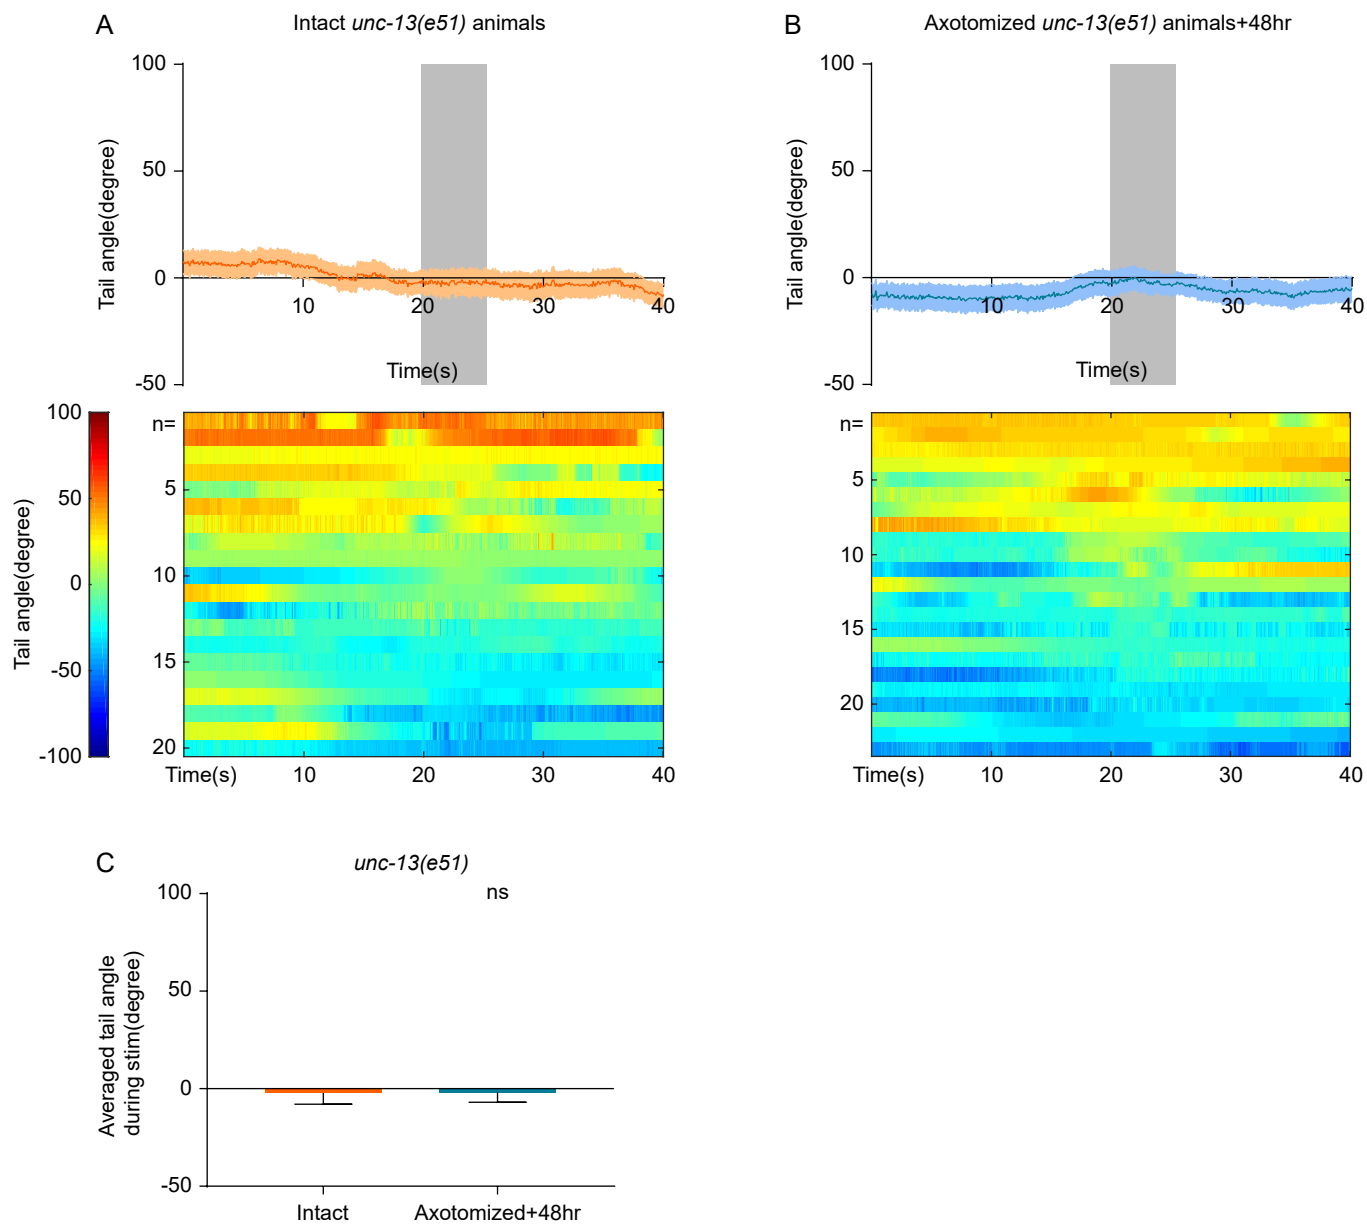 A
Intact unc-13(e51) animals
100
50
0
-50
Tail angle(degree)
10
20
30
40
Time(s)
B
Axotomized unc-13(e51) animals+48hr
100
50
0
-50
Tail angle(degree)
10
20
30
40
Time(s)
100
50
0
-50
-100
Tail angle(degree)
n=
5
10
15
20
Time(s)
10
20
30
40
n=
5
10
15
20
Time(s)
10
20
30
40
C
unc-13(e51)
ns
100
50
0
-50
Averaged tail angle
during stim(degree)
Intact
Axotomized+48hr